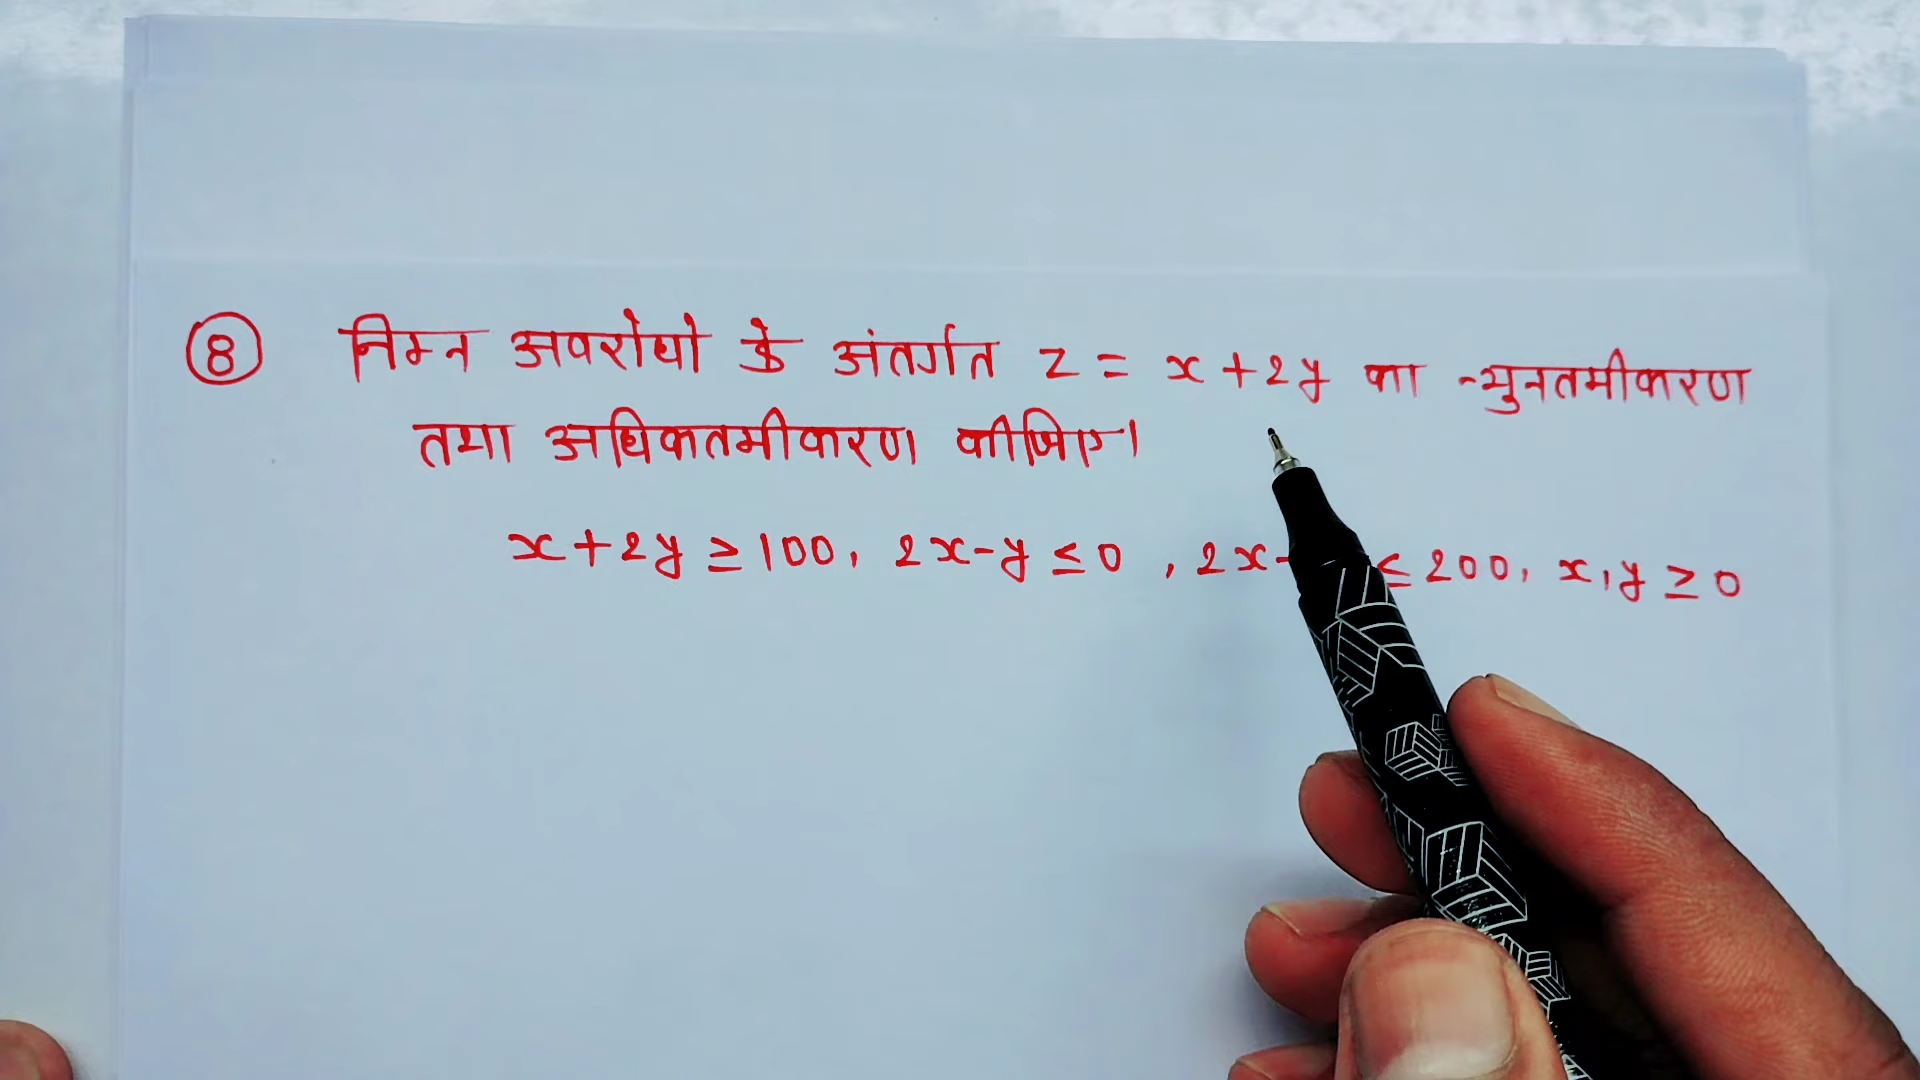 ⑧ निम्न अवरोधो के अंतर्गत z = x + 2y का न्युनतमीकरण
तथा अधिकतमीकरण कीजिए।
x + 2y ≥ 100, 2x - y ≤ 0 , 2x ≤ 200, x, y ≥ 0